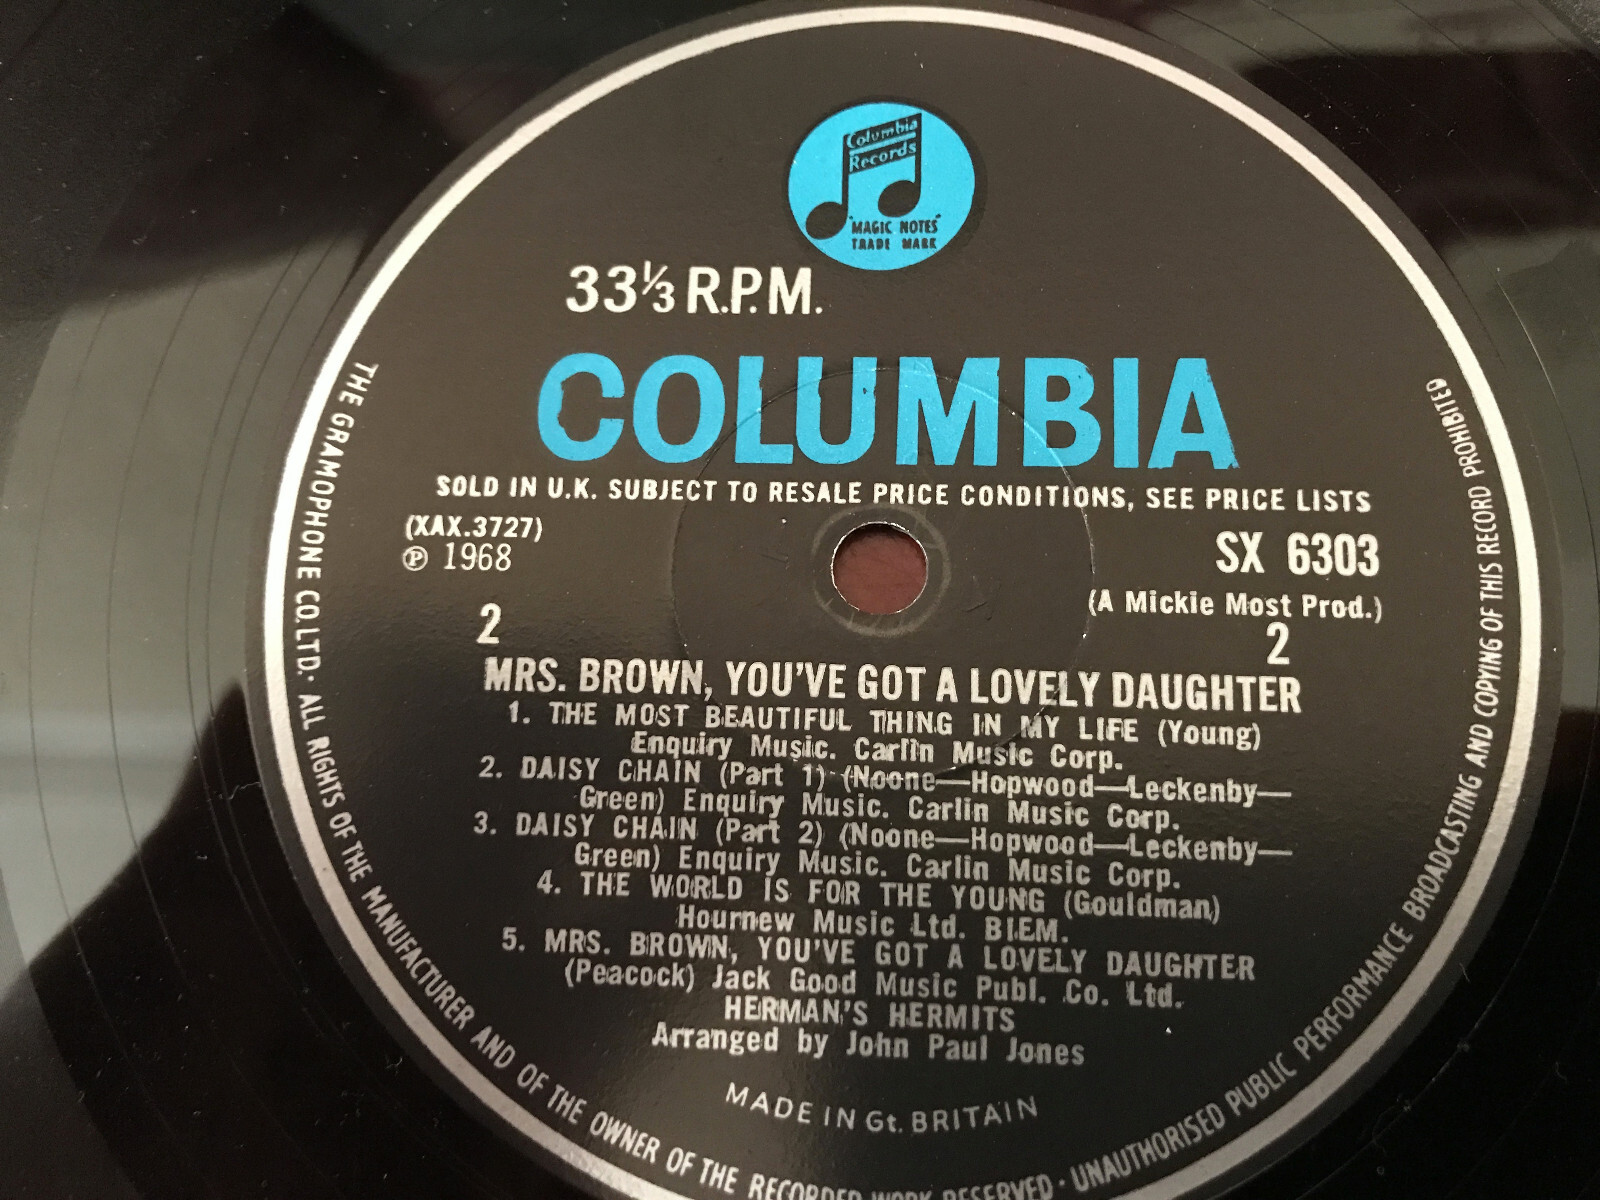 Columbia
Records
"MAGIC NOTES"
TRADE MARK
33⅓ R.P.M.
COLUMBIA
SOLD IN U.K. SUBJECT TO RESALE PRICE CONDITIONS, SEE PRICE LISTS
(XAX.3727)
℗ 1968
SX 6303
(A Mickie Most Prod.)
2
2
MRS. BROWN, YOU'VE GOT A LOVELY DAUGHTER
1. THE MOST BEAUTIFUL THING IN MY LIFE (Young)
Enquiry Music. Carlin Music Corp.
2. DAISY CHAIN (Part 1) (Noone—Hopwood—Leckenby—
Green) Enquiry Music. Carlin Music Corp.
3. DAISY CHAIN (Part 2) (Noone—Hopwood—Leckenby—
Green) Enquiry Music. Carlin Music Corp.
4. THE WORLD IS FOR THE YOUNG (Gouldman)
Hournew Music Ltd. BIEM.
5. MRS. BROWN, YOU'VE GOT A LOVELY DAUGHTER
(Peacock) Jack Good Music Publ. Co. Ltd.
HERMAN'S HERMITS
Arranged by John Paul Jones
MADE IN Gt. BRITAIN
THE GRAMOPHONE CO. LTD. · ALL RIGHTS OF THE MANUFACTURER AND OF THE OWNER OF THE RECORDED WORK RESERVED · UNAUTHORISED PUBLIC PERFORMANCE BROADCASTING AND COPYING OF THIS RECORD PROHIBITED